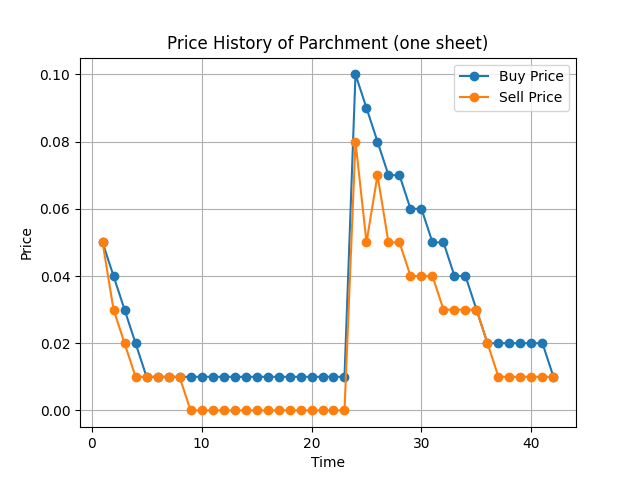 Price History of Parchment (one sheet)
Buy Price
Sell Price
0.10
0.08
0.06
0.04
0.02
0.00
Price
0 10 20 30 40
Time